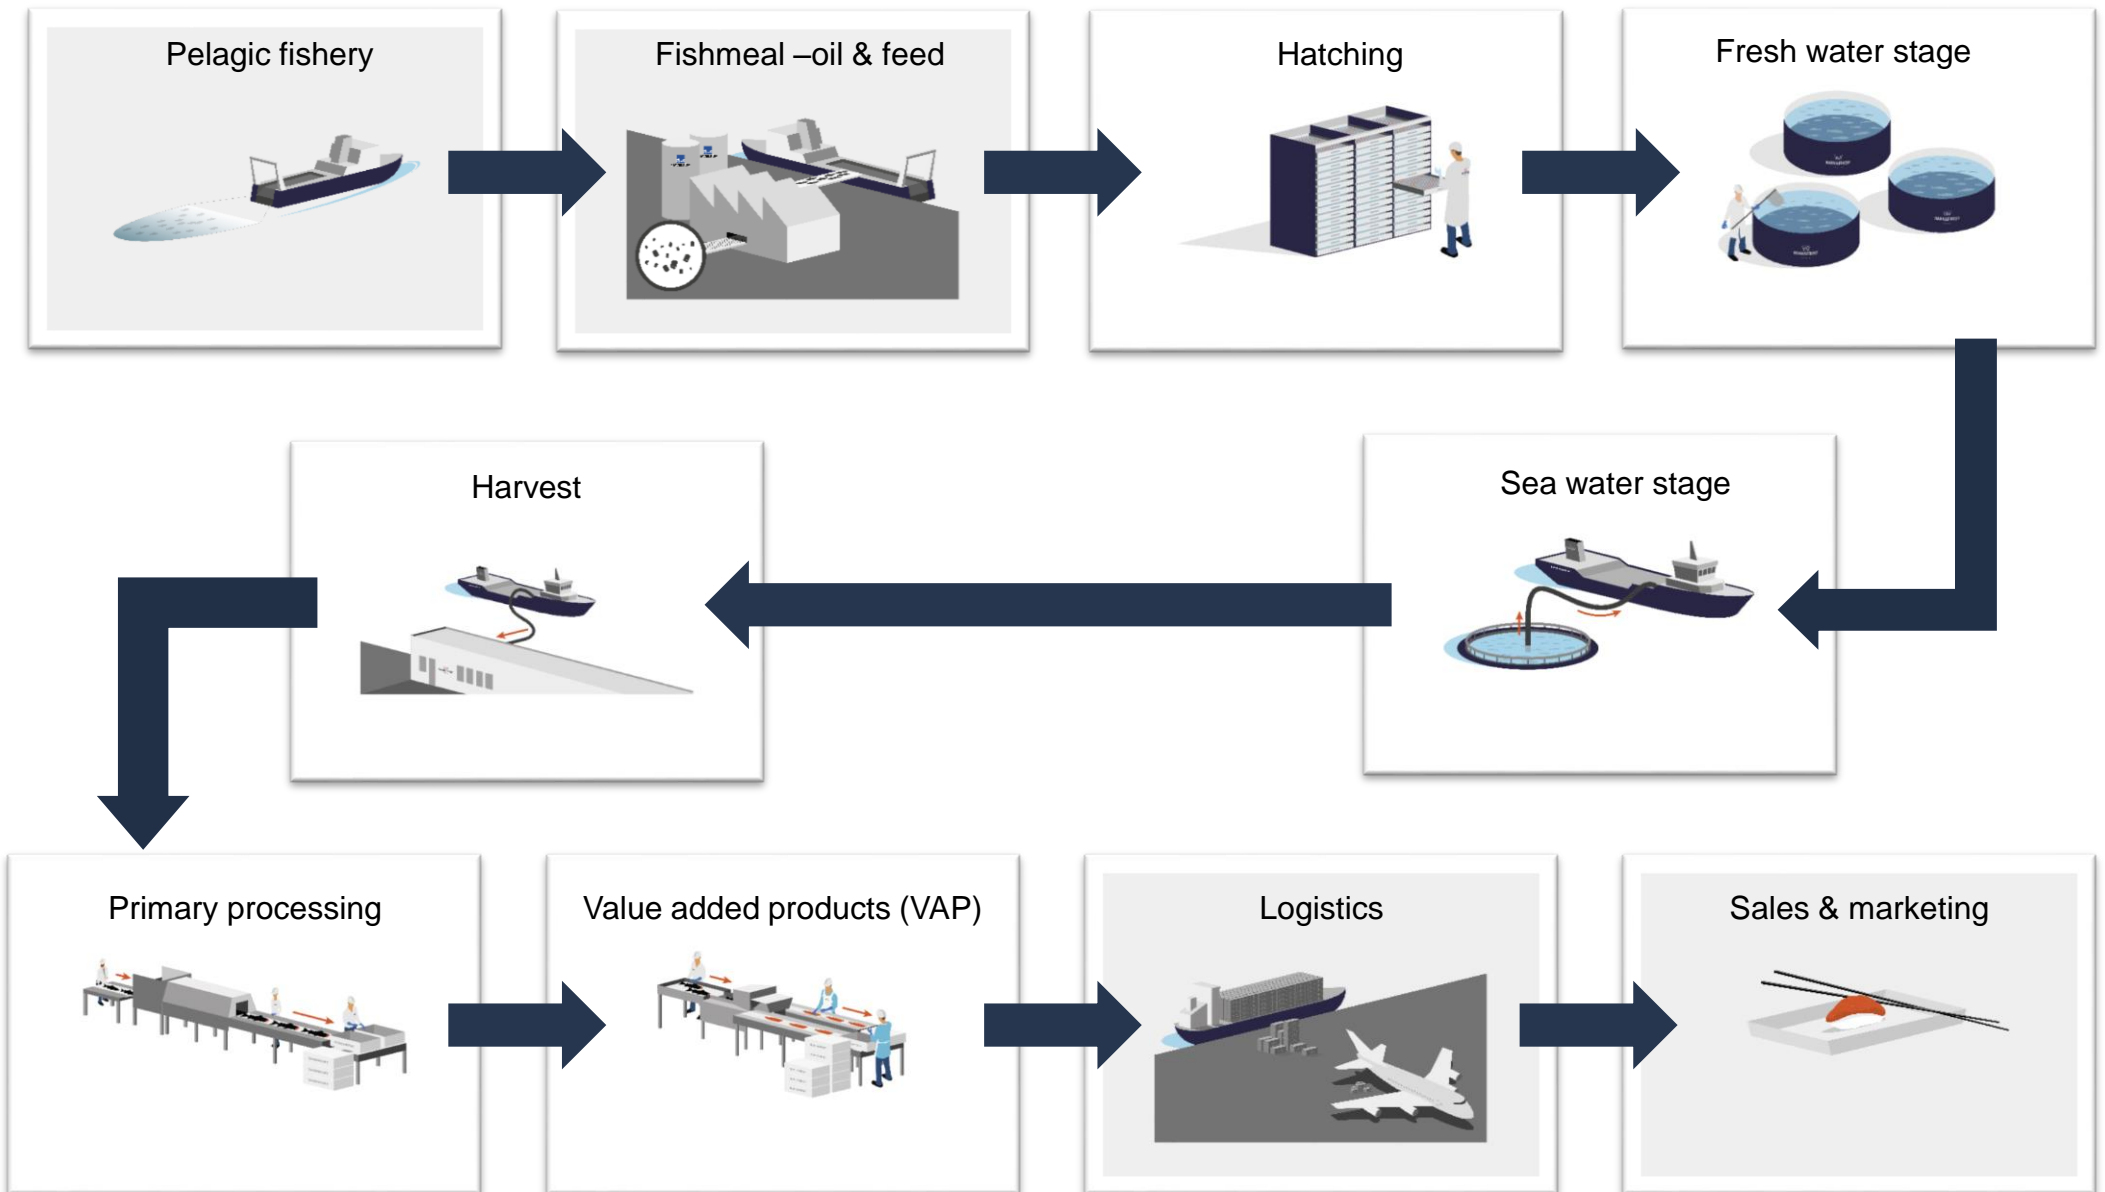 Pelagic fishery
Fishmeal –oil & feed
Hatching
Fresh water stage
Harvest
Sea water stage
Primary processing
Value added products (VAP)
Logistics
Sales & marketing